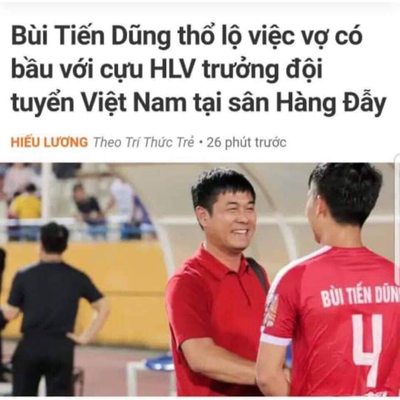 Bùi Tiến Dũng thổ lộ việc vợ có
bầu với cựu HLV trưởng đội
tuyển Việt Nam tại sân Hàng Đẫy
HIẾU LƯƠNG Theo Trí Thức Trẻ • 26 phút trước
BÙI TIẾN DŨNG
4